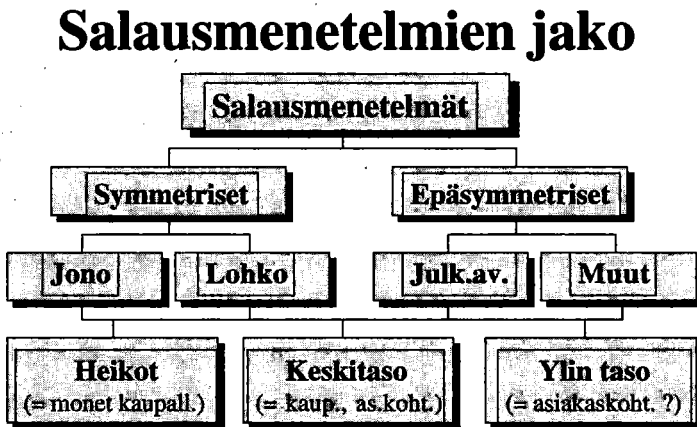 Salausmenetelmien jako
Salausmenetelmät
Symmetriset
Epäsymmetriset
Jono
Lohko
Julk.av.
Muut
Heikot
(= monet kaupall.)
Keskitaso
(= kaup., as.koht.)
Ylin taso
(= asiakaskoht. ?)